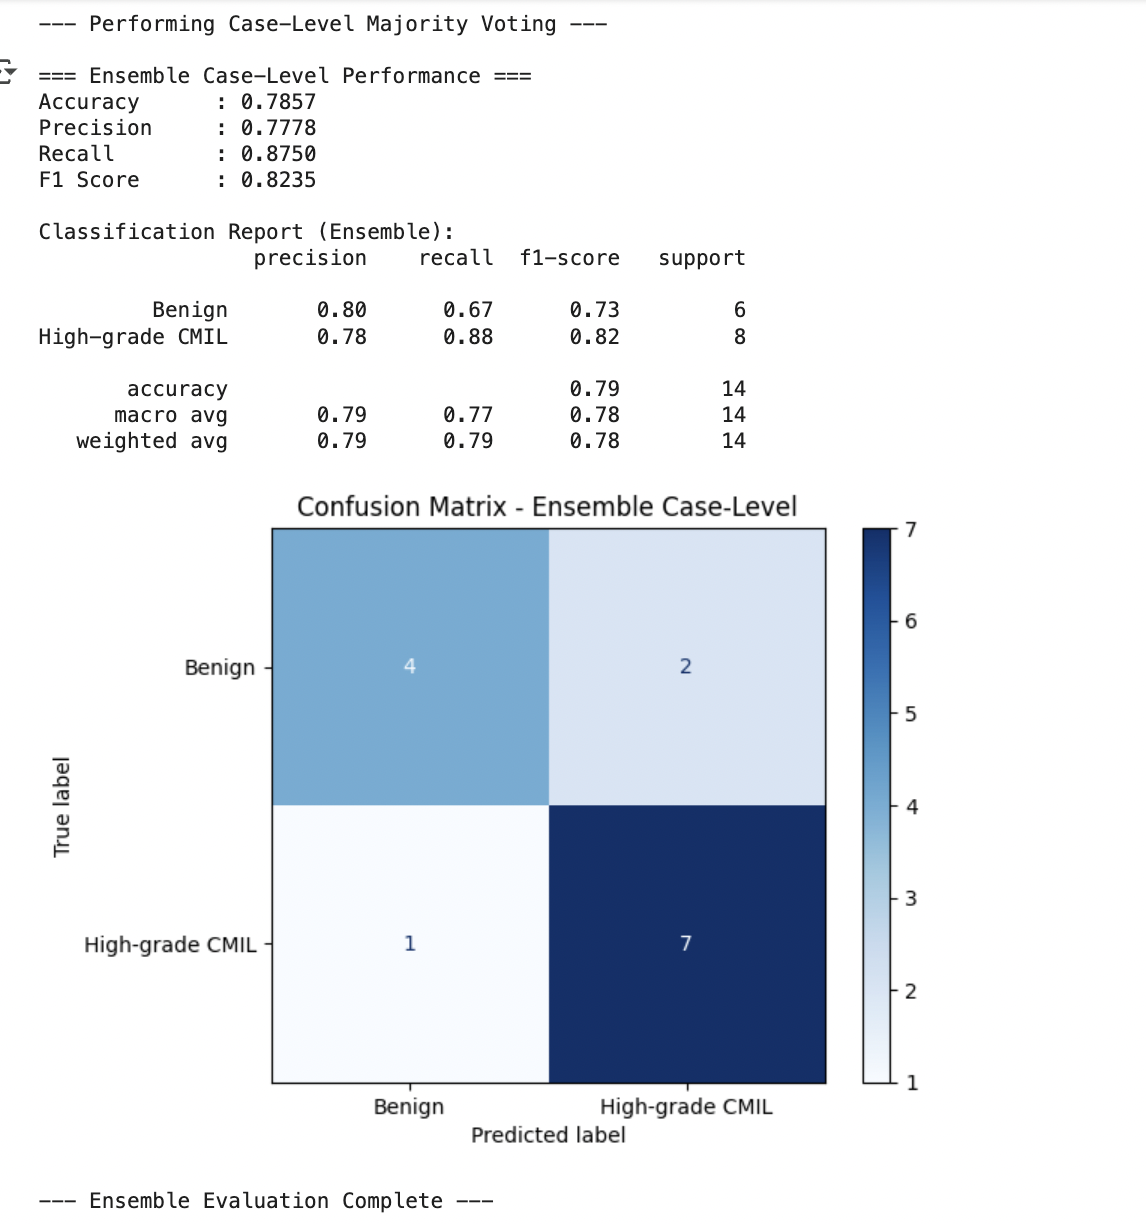 --- Performing Case-Level Majority Voting ---
=== Ensemble Case-Level Performance ===
Accuracy : 0.7857
Precision : 0.7778
Recall : 0.8750
F1 Score : 0.8235
Classification Report (Ensemble):
precision recall f1-score support
Benign 0.80 0.67 0.73 6
High-grade CMIL 0.78 0.88 0.82 8
accuracy 0.79 14
macro avg 0.79 0.77 0.78 14
weighted avg 0.79 0.79 0.78 14
Confusion Matrix - Ensemble Case-Level
7
6
5
4
3
2
1
True label
Benign
4 2
High-grade CMIL
1 7
Benign High-grade CMIL
Predicted label
--- Ensemble Evaluation Complete ---